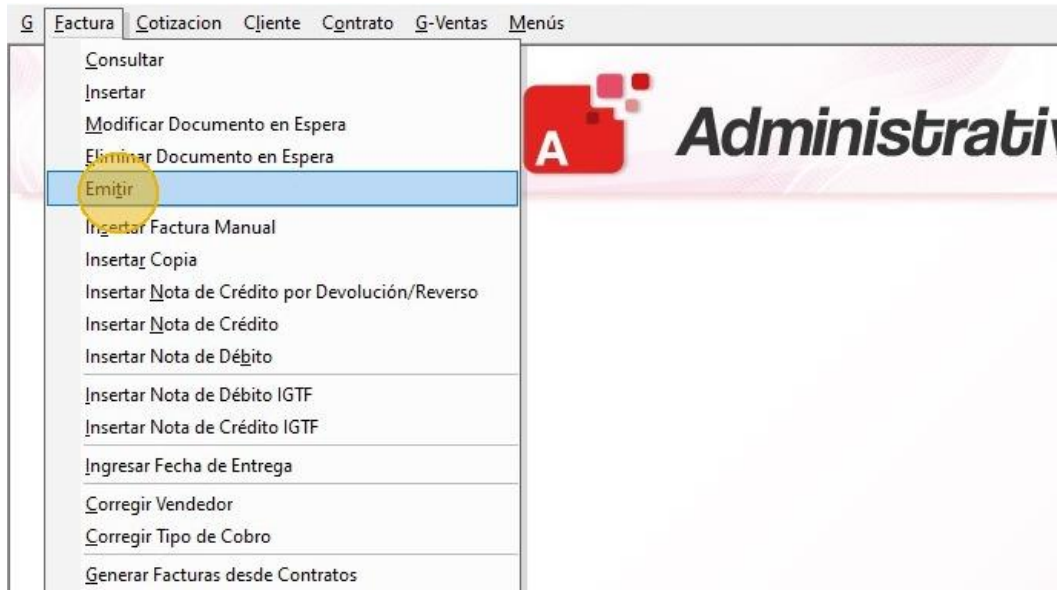 G Factura Cotizacion Cliente Contrato G-Ventas Menús
Consultar
Insertar
Modificar Documento en Espera
Eliminar Documento en Espera
Emitir
Insertar Factura Manual
Insertar Copia
Insertar Nota de Crédito por Devolución/Reverso
Insertar Nota de Crédito
Insertar Nota de Débito
Insertar Nota de Débito IGTF
Insertar Nota de Crédito IGTF
Ingresar Fecha de Entrega
Corregir Vendedor
Corregir Tipo de Cobro
Generar Facturas desde Contratos
A Administrativ